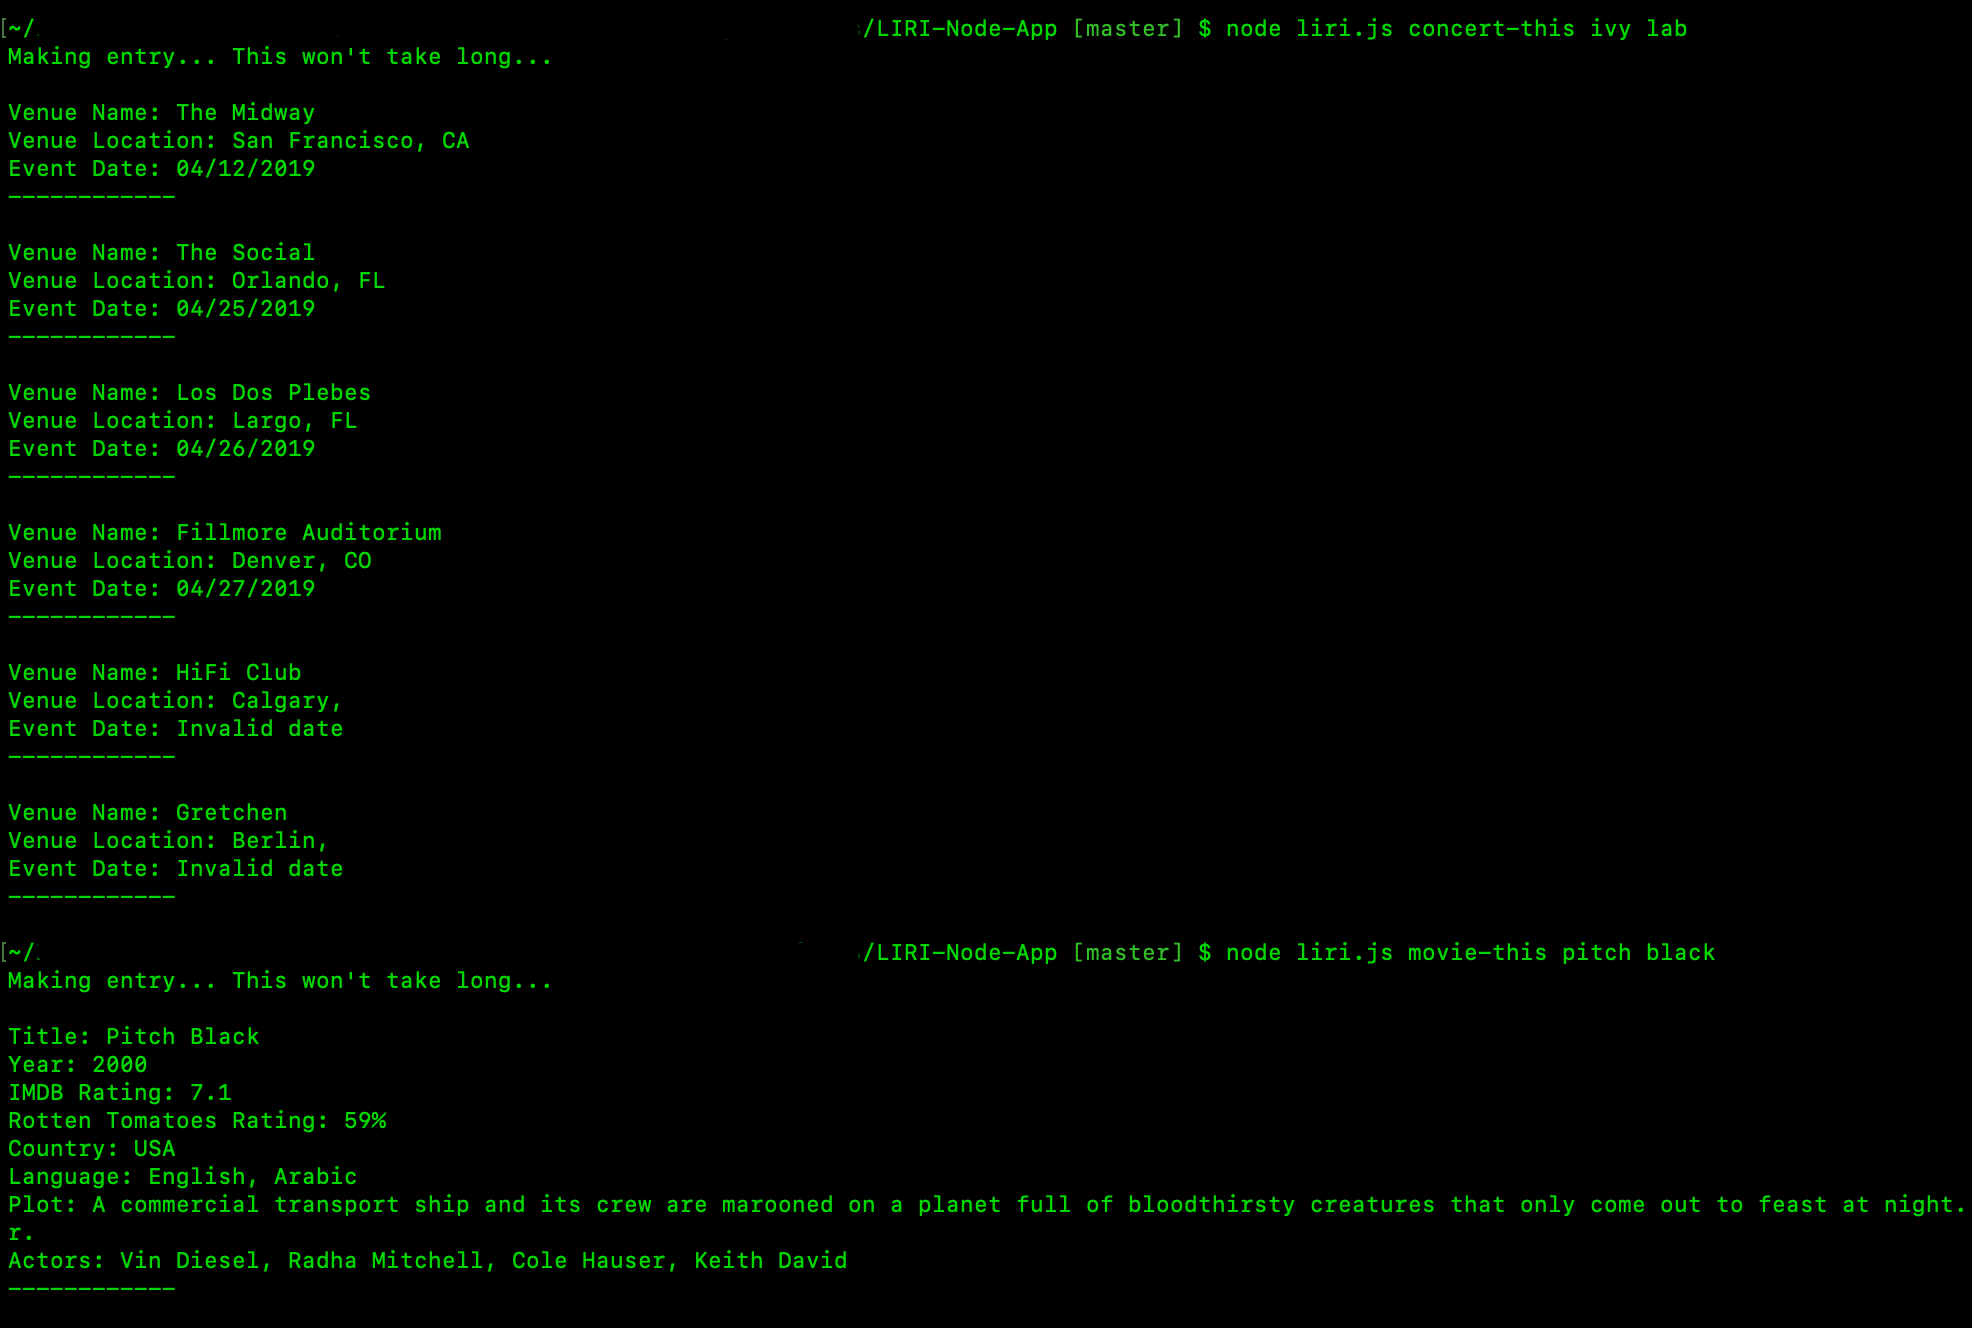 [~/ /LIRI-Node-App [master] $ node liri.js concert-this ivy lab
Making entry... This won't take long...
Venue Name: The Midway
Venue Location: San Francisco, CA
Event Date: 04/12/2019
------------
Venue Name: The Social
Venue Location: Orlando, FL
Event Date: 04/25/2019
------------
Venue Name: Los Dos Plebes
Venue Location: Largo, FL
Event Date: 04/26/2019
------------
Venue Name: Fillmore Auditorium
Venue Location: Denver, CO
Event Date: 04/27/2019
------------
Venue Name: HiFi Club
Venue Location: Calgary,
Event Date: Invalid date
------------
Venue Name: Gretchen
Venue Location: Berlin,
Event Date: Invalid date
------------
[~/ /LIRI-Node-App [master] $ node liri.js movie-this pitch black
Making entry... This won't take long...
Title: Pitch Black
Year: 2000
IMDB Rating: 7.1
Rotten Tomatoes Rating: 59%
Country: USA
Language: English, Arabic
Plot: A commercial transport ship and its crew are marooned on a planet full of bloodthirsty creatures that only come out to feast at night.
r.
Actors: Vin Diesel, Radha Mitchell, Cole Hauser, Keith David
------------